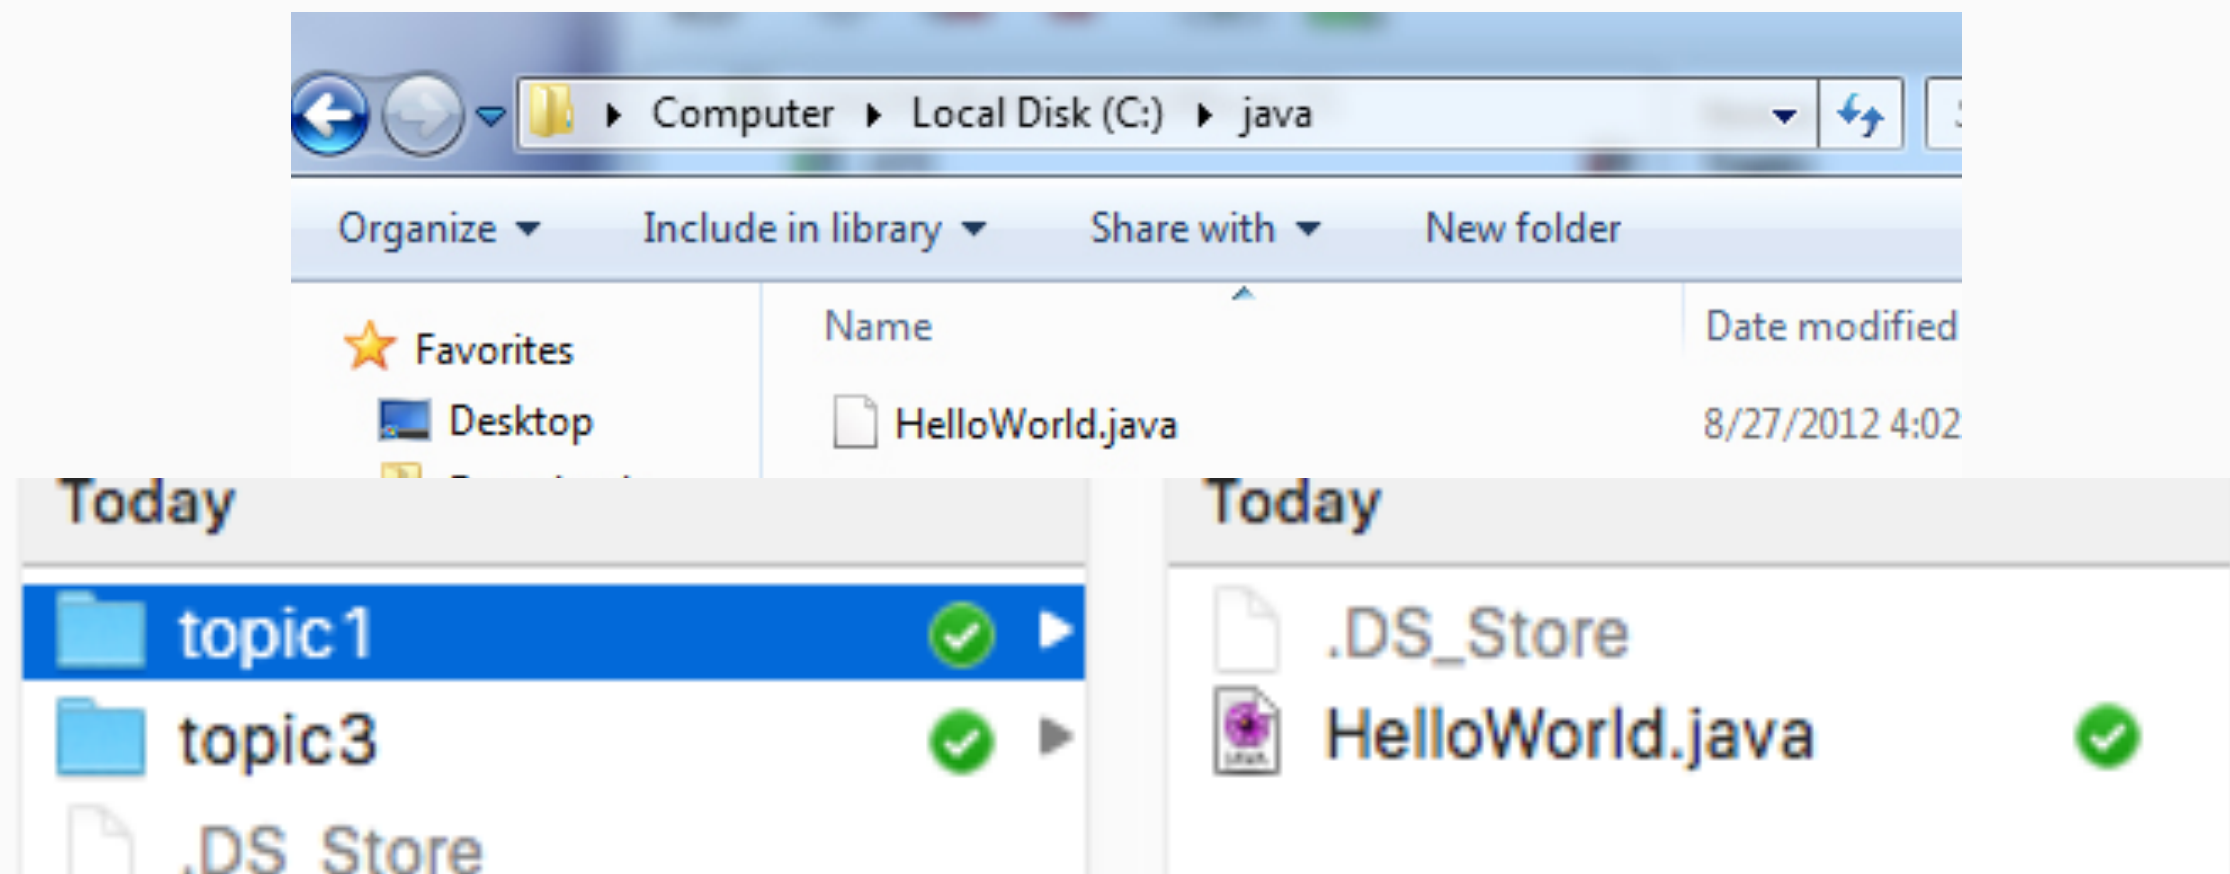 Computer Local Disk (C:) java
Organize Include in library Share with New folder
Favorites
Desktop
Name Date modified
HelloWorld.java 8/27/2012 4:02
Today
topic1
topic3
.DS_Store
Today
.DS_Store
HelloWorld.java